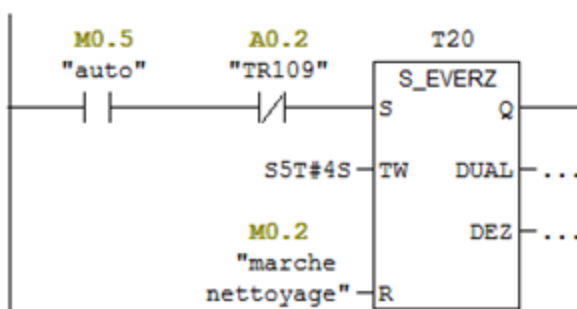 M0.5 A0.2 T20
"auto" "TR109" S_EVERZ
S Q
S5T#4S TW DUAL ...
M0.2 DEZ ...
"marche
nettoyage" R